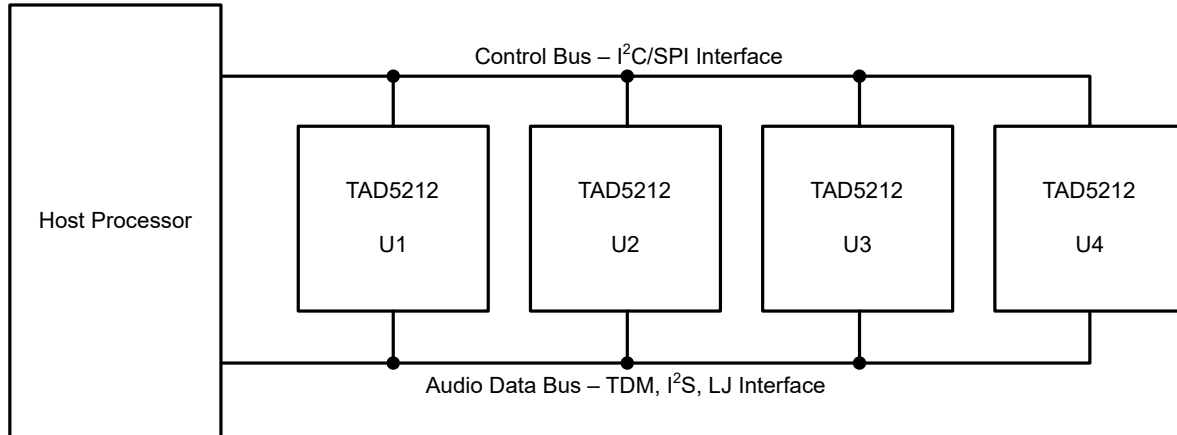 Control Bus – I²C/SPI Interface
Host Processor
TAD5212
U1
TAD5212
U2
TAD5212
U3
TAD5212
U4
Audio Data Bus – TDM, I²S, LJ Interface